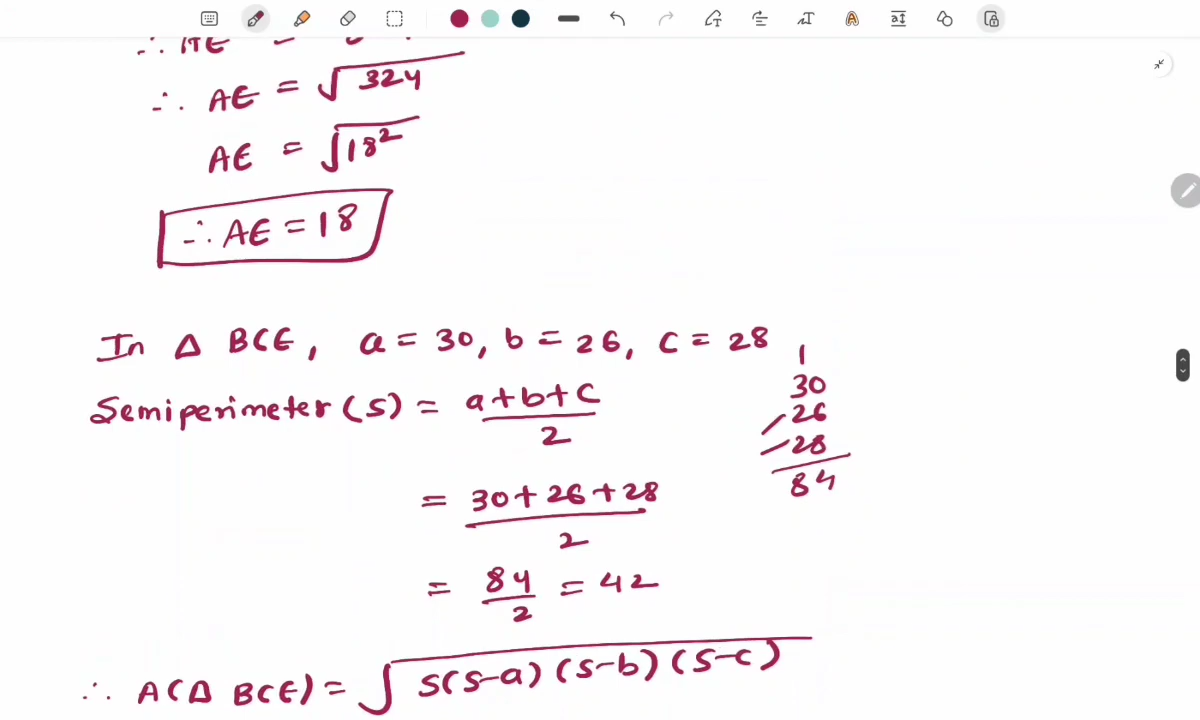 ∴ AE =
∴ AE = √324
AE = √18²
∴ AE = 18
In Δ BCE, a = 30, b = 26, c = 28
Semiperimeter (s) = a+b+c
2
= 30+26+28
2
= 84/2 = 42
1
30
26
28
84
∴ A(Δ BCE) = √s(s-a)(s-b)(s-c)